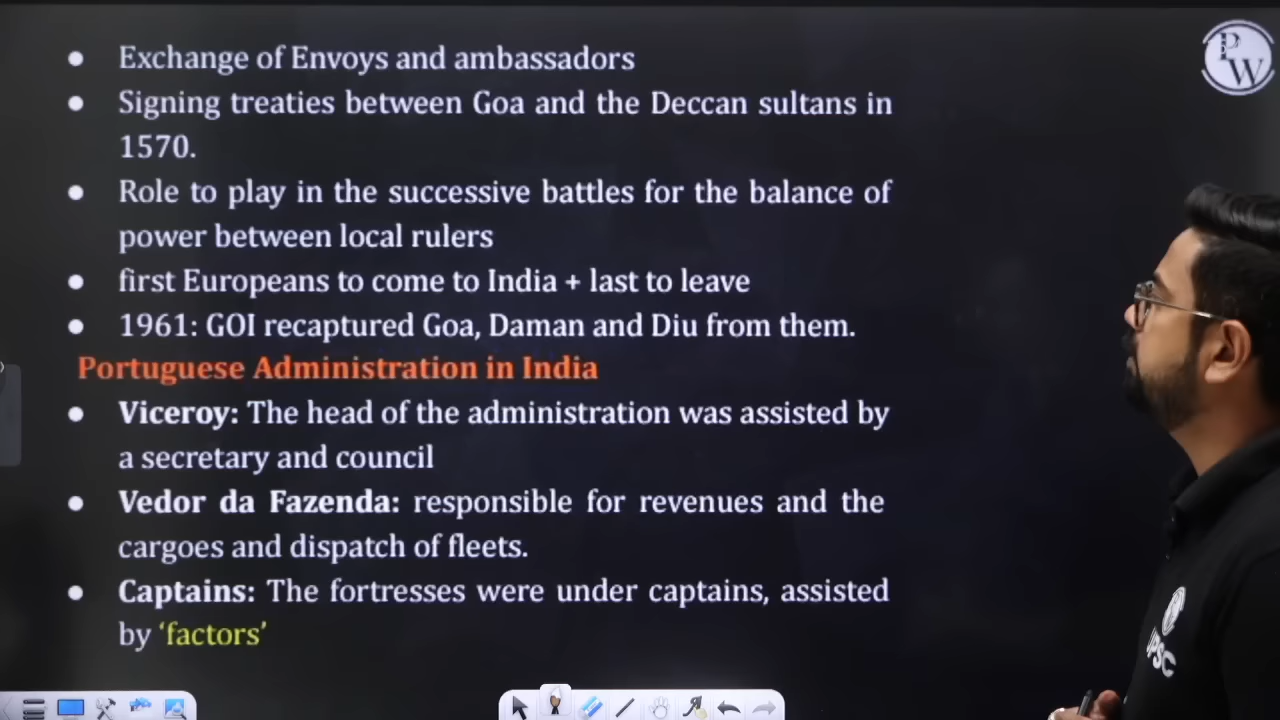 ● Exchange of Envoys and ambassadors
● Signing treaties between Goa and the Deccan sultans in
1570.
● Role to play in the successive battles for the balance of
power between local rulers
● first Europeans to come to India + last to leave
● 1961: GOI recaptured Goa, Daman and Diu from them.
Portuguese Administration in India
● Viceroy: The head of the administration was assisted by
a secretary and council
● Vedor da Fazenda: responsible for revenues and the
cargoes and dispatch of fleets.
● Captains: The fortresses were under captains, assisted
by ‘factors’
PW
UPSC